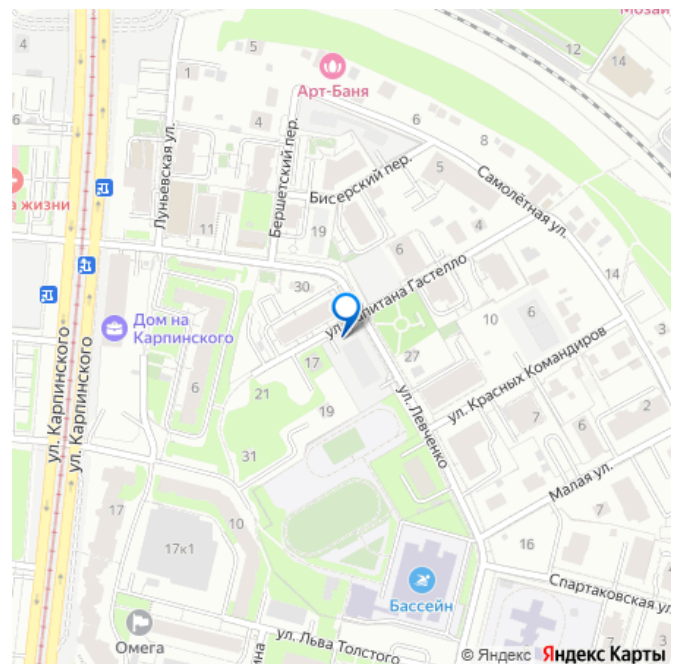 Мозаи
4
5
12
14
1
Арт-Баня
6
6
4
8
Луньевская ул.
Бершетский пер.
Бисерский пер.
5
Самолётная ул.
а жизни
11
19
4
6
14
30
ул. Капитана Гастелло
Дом на
Карпинского
10
6
3
ул. Карпинского
ул. Карпинского
6
17
27
ул. Красных Командиров
21
19
ул. Левченко
2
7
6
31
Малая ул.
17
10
7
17к1
16
Спартаковская ул.
Бассейн
7
3
Омега
ина
ул. Льва Толстого
© Яндекс Яндекс Карты